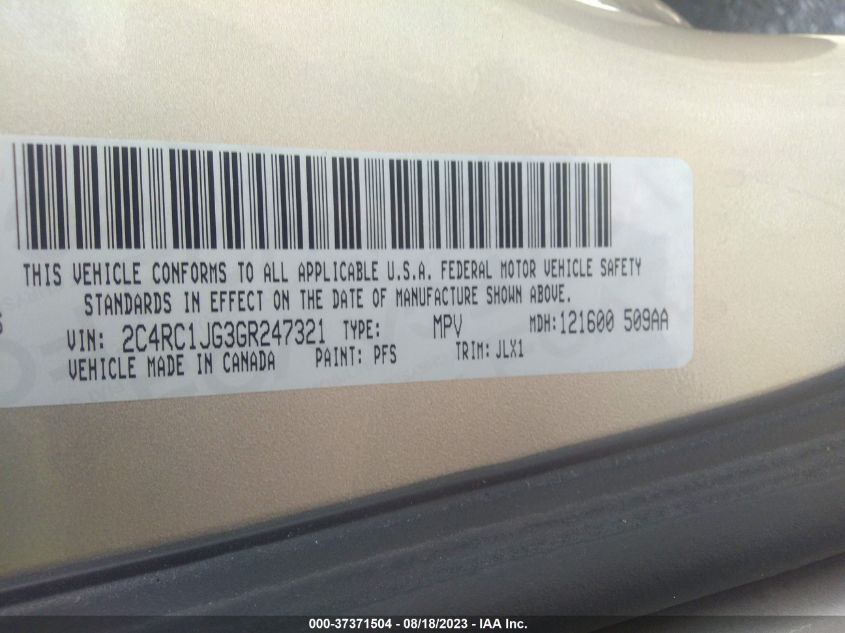 THIS VEHICLE CONFORMS TO ALL APPLICABLE U.S.A. FEDERAL MOTOR VEHICLE SAFETY
STANDARDS IN EFFECT ON THE DATE OF MANUFACTURE SHOWN ABOVE.
VIN: 2C4RC1JG3GR247321 TYPE: MPV MDH:121600 509AA
VEHICLE MADE IN CANADA PAINT: PFS TRIM: JLX1
000-37371504 - 08/18/2023 - IAA Inc.